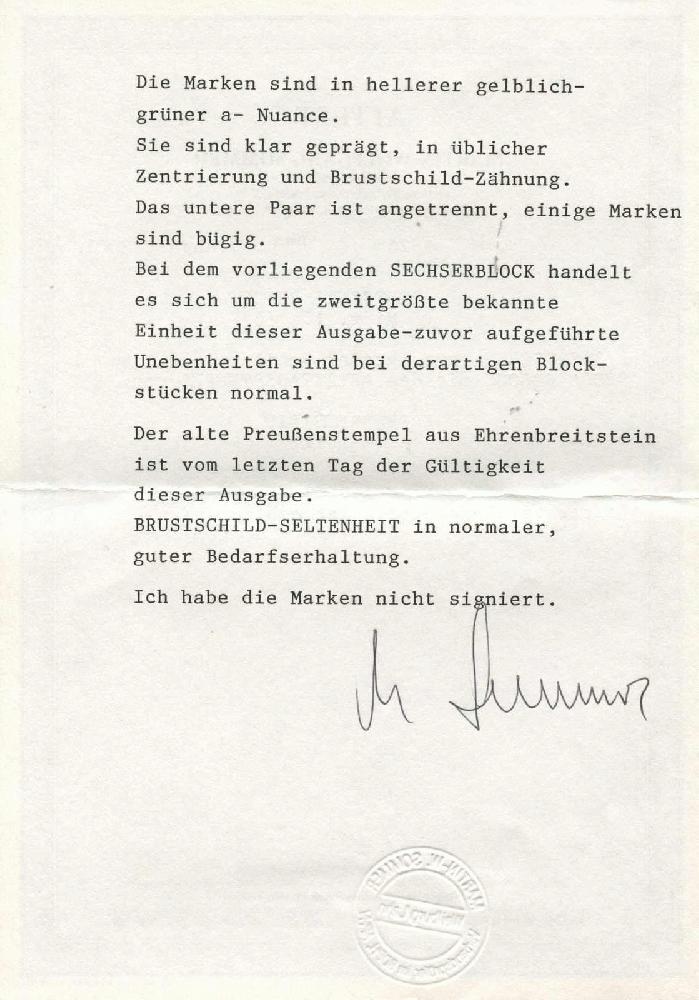 Die Marken sind in hellerer gelblich-
grüner a- Nuance.
Sie sind klar geprägt, in üblicher
Zentrierung und Brustschild-Zähnung.
Das untere Paar ist angetrennt, einige Marken
sind bügig.
Bei dem vorliegenden SECHSERBLOCK handelt
es sich um die zweitgrößte bekannte
Einheit dieser Ausgabe-zuvor aufgeführte
Unebenheiten sind bei derartigen Block-
stücken normal.
Der alte Preußenstempel aus Ehrenbreitstein
ist vom letzten Tag der Gültigkeit
dieser Ausgabe.
BRUSTSCHILD-SELTENHEIT in normaler,
guter Bedarfserhaltung.
Ich habe die Marken nicht signiert.